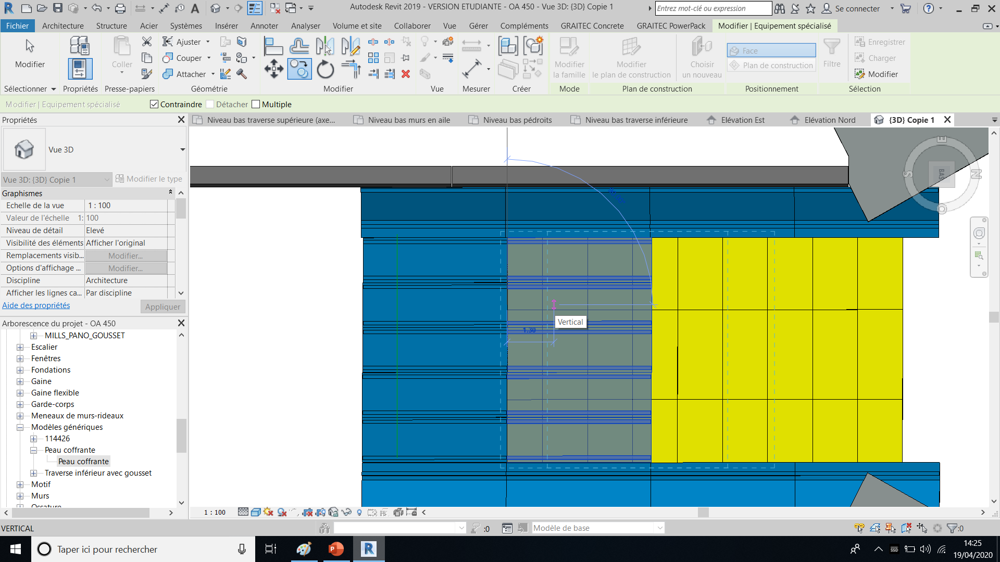 Autodesk Revit 2019 - VERSION ETUDIANTE - OA 450 - Vue 3D: {3D} Copie 1
Entrez mot-clé ou expression
Se connecter
Fichier Architecture Structure Acier Systèmes Insérer Annoter Analyser Volume et site Collaborer Vue Gérer Compléments GRAITEC Concrete GRAITEC PowerPack Modifier | Equipement spécialisé
Modifier
Coller
Ajuster
Couper
Attacher
Modifier
la famille
Modifier
le plan de construction
Choisir
un nouveau
Face
Plan de construction
Filtre
Enregistrer
Charger
Modifier
Sélectionner Propriétés Presse-papiers Géométrie Modifier Vue Mesurer Créer Mode Plan de construction Positionnement Sélection
Modifier | Equipement spécialisé Contraindre Détacher Multiple
Propriétés
Niveau bas traverse supérieure (axe... Niveau bas murs en aile Niveau bas pédroits Niveau bas traverse inférieure Elévation Est Elévation Nord {3D} Copie 1
Vue 3D
Vue 3D: {3D} Copie 1 Modifier le type
Graphismes
Echelle de la vue 1 : 100
Valeur de l'échelle 1: 100
Niveau de détail Elevé
Visibilité des éléments Afficher l'original
Remplacements visib... Modifier...
Options d'affichage ... Modifier...
Discipline Architecture
Afficher les lignes ca... Par discipline
Aide des propriétés Appliquer
Arborescence du projet - OA 450
MILLS_PANO_GOUSSET
Escalier
Fenêtres
Fondations
Gaine
Gaine flexible
Garde-corps
Meneaux de murs-rideaux
Modèles génériques
114426
Peau coffrante
Peau coffrante
Traverse inférieur avec gousset
Motif
Murs
Ossature
E
S
BAS
N
O
Vertical
1.30
1 : 100
VERTICAL
:0
Modèle de base
:0
Taper ici pour rechercher
SSD
14:25
19/04/2020